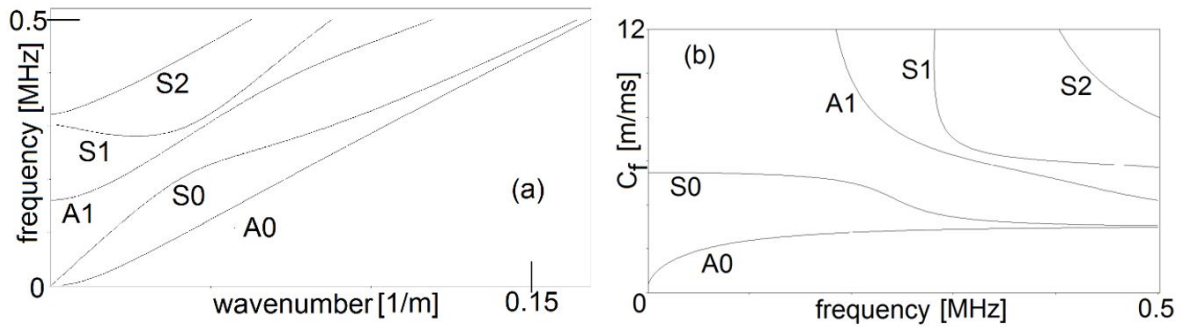 0.5
frequency [MHz]
S2
S1
A1
S0
A0
(a)
0
wavenumber [1/m]
0.15
12
(b)
Cf [m/ms]
A1
S1
S2
S0
A0
0
frequency [MHz]
0.5